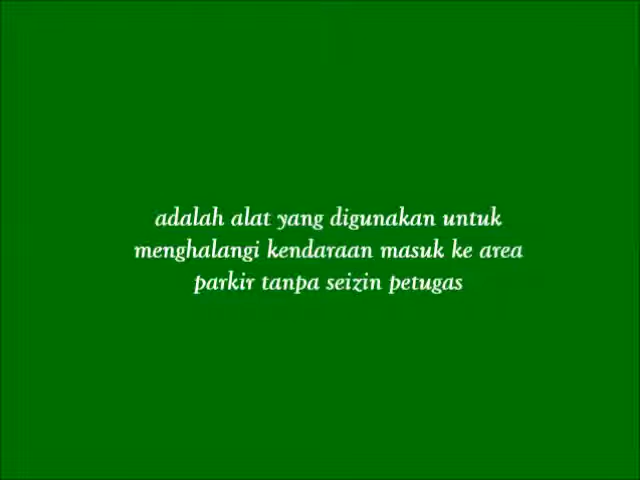 adalah alat yang digunakan untuk
menghalangi kendaraan masuk ke area
parkir tanpa seizin petugas